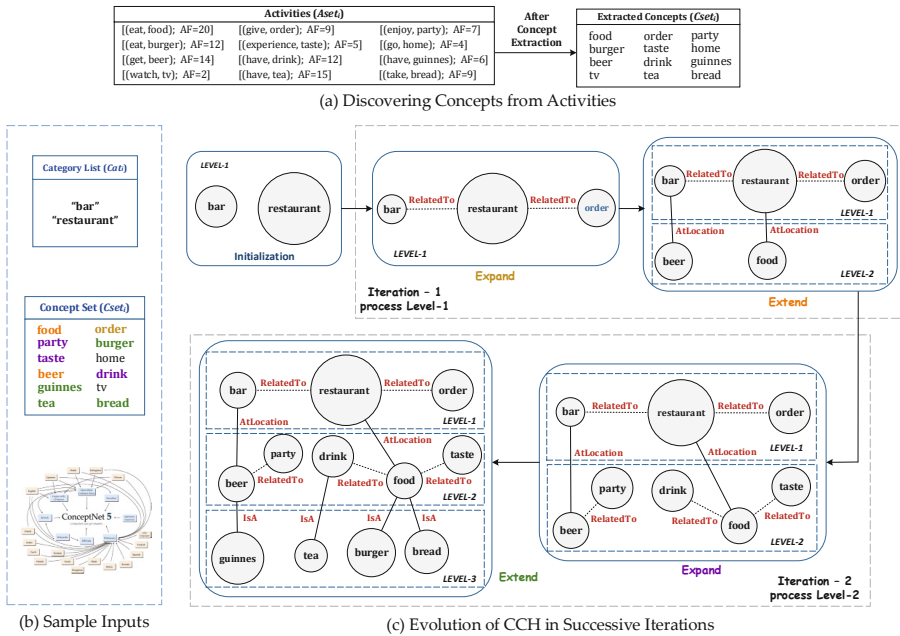 Activities (Aset_i)
[(eat, food); AF=20] [(give, order); AF=9] [(enjoy, party); AF=7]
[(eat, burger); AF=12] [(experience, taste); AF=5] [(go, home); AF=4]
[(get, beer); AF=14] [(have, drink); AF=12] [(have, guinnes); AF=6]
[(watch, tv); AF=2] [(have, tea); AF=15] [(take, bread); AF=9]
After
Concept
Extraction
Extracted Concepts (Cset_i)
food order party
burger taste home
beer drink guinnes
tv tea bread
(a) Discovering Concepts from Activities
Category List (Cat_i)
"bar"
"restaurant"
Concept Set (Cset_i)
food order
party burger
taste home
beer drink
guinnes tv
tea bread
ConceptNet 5
(b) Sample Inputs
LEVEL-1
bar
restaurant
Initialization
bar
RelatedTo
restaurant
RelatedTo
order
LEVEL-1
Expand
Iteration - 1
process Level-1
bar
RelatedTo
restaurant
RelatedTo
order
LEVEL-1
AtLocation
beer
food
LEVEL-2
Extend
bar
RelatedTo
restaurant
RelatedTo
order
LEVEL-1
AtLocation
AtLocation
party
drink
taste
beer
RelatedTo
RelatedTo
food
RelatedTo
LEVEL-2
IsA
IsA
IsA
guinnes
tea
burger
bread
LEVEL-3
Extend
bar
RelatedTo
restaurant
RelatedTo
order
LEVEL-1
AtLocation
AtLocation
party
drink
taste
RelatedTo
RelatedTo
RelatedTo
beer
food
LEVEL-2
Expand
Iteration - 2
process Level-2
(c) Evolution of CCH in Successive Iterations